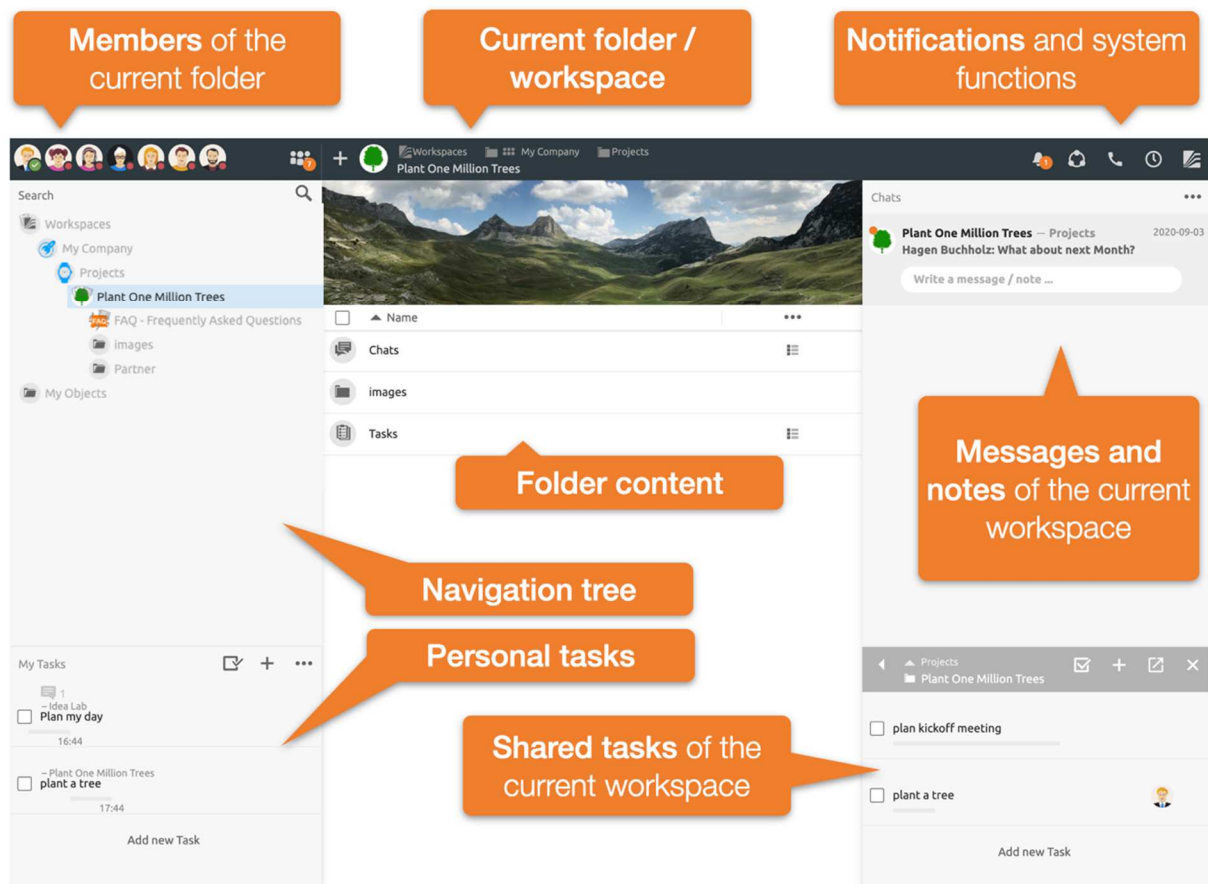 Members of the
current folder
Current folder /
workspace
Notifications and system
functions
7
Workspaces My Company Projects
Plant One Million Trees
1
Search
Workspaces
My Company
Projects
Plant One Million Trees
FAQ
FAQ - Frequently Asked Questions
images
Partner
My Objects
Name
Chats
images
Tasks
Folder content
Navigation tree
Personal tasks
Chats
Plant One Million Trees — Projects 2020-09-03
Hagen Buchholz: What about next Month?
Write a message / note ...
Messages and
notes of the current
workspace
My Tasks
1
– Idea Lab
Plan my day
16:44
– Plant One Million Trees
plant a tree
17:44
Add new Task
Shared tasks of the
current workspace
Projects
Plant One Million Trees
plan kickoff meeting
plant a tree
Add new Task